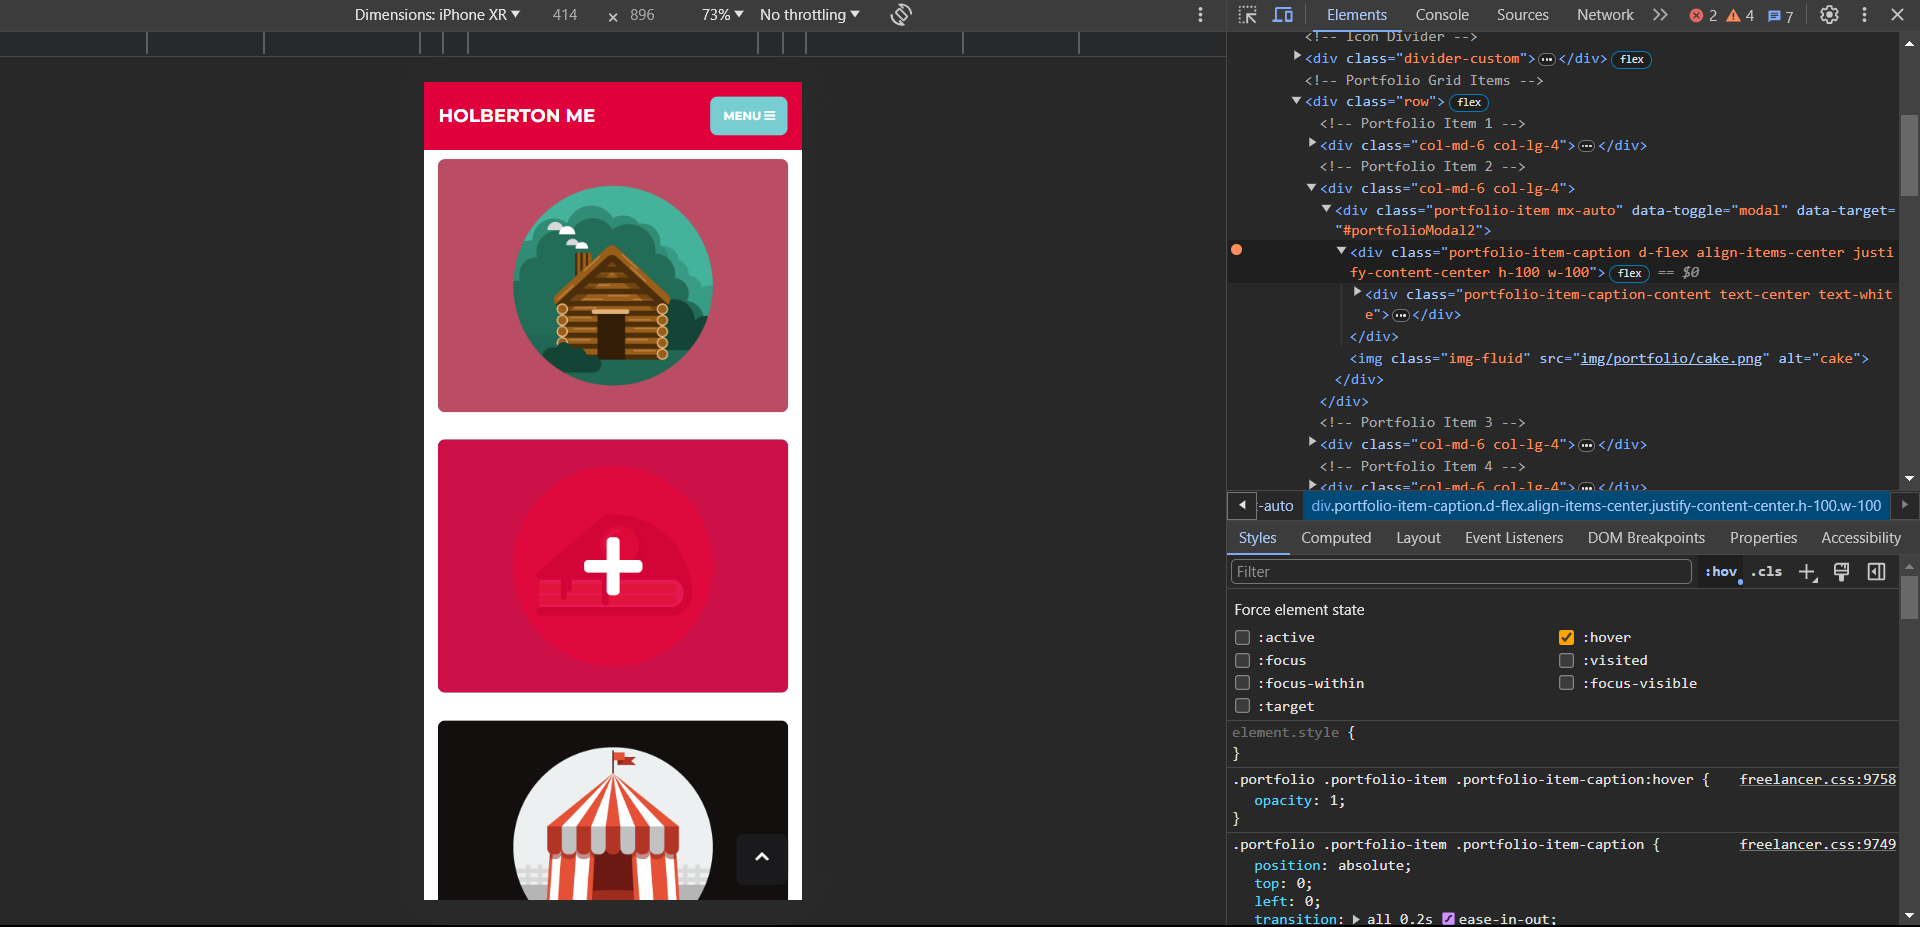 Dimensions: iPhone XR 414 × 896 73% No throttling
HOLBERTON ME
MENU
Elements Console Sources Network 2 4 7
<!-- Icon Divider -->
<div class="divider-custom">…</div> flex
<!-- Portfolio Grid Items -->
<div class="row"> flex
<!-- Portfolio Item 1 -->
<div class="col-md-6 col-lg-4">…</div>
<!-- Portfolio Item 2 -->
<div class="col-md-6 col-lg-4">
<div class="portfolio-item mx-auto" data-toggle="modal" data-target=
"#portfolioModal2">
<div class="portfolio-item-caption d-flex align-items-center justi
fy-content-center h-100 w-100"> flex == $0
<div class="portfolio-item-caption-content text-center text-whit
e">…</div>
</div>
<img class="img-fluid" src="img/portfolio/cake.png" alt="cake">
</div>
</div>
<!-- Portfolio Item 3 -->
<div class="col-md-6 col-lg-4">…</div>
<!-- Portfolio Item 4 -->
<div class="col-md-6 col-lg-4">…</div>
-auto div.portfolio-item-caption.d-flex.align-items-center.justify-content-center.h-100.w-100
Styles Computed Layout Event Listeners DOM Breakpoints Properties Accessibility
Filter :hov .cls
Force element state
:active :hover
:focus :visited
:focus-within :focus-visible
:target
element.style {
}
.portfolio .portfolio-item .portfolio-item-caption:hover { freelancer.css:9758
opacity: 1;
}
.portfolio .portfolio-item .portfolio-item-caption { freelancer.css:9749
position: absolute;
top: 0;
left: 0;
transition: all 0.2s ease-in-out;